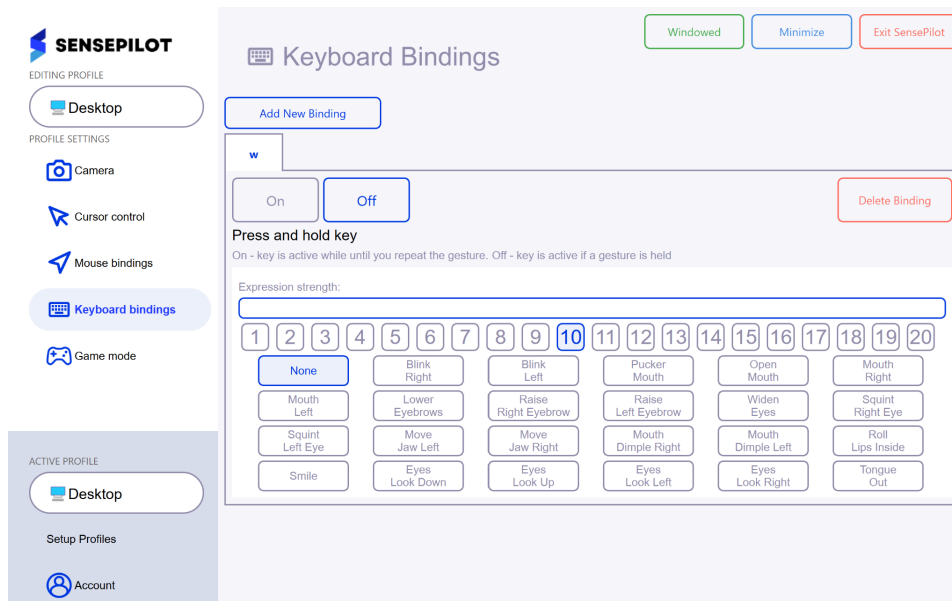 SENSEPILOT
EDITING PROFILE
Desktop
PROFILE SETTINGS
Camera
Cursor control
Mouse bindings
Keyboard bindings
Game mode
ACTIVE PROFILE
Desktop
Setup Profiles
Account
Windowed
Minimize
Exit SensePilot
Keyboard Bindings
Add New Binding
w
On
Off
Delete Binding
Press and hold key
On - key is active while until you repeat the gesture. Off - key is active if a gesture is held
Expression strength:
1 2 3 4 5 6 7 8 9 10 11 12 13 14 15 16 17 18 19 20
None
Blink
Right
Blink
Left
Pucker
Mouth
Open
Mouth
Mouth
Right
Mouth
Left
Lower
Eyebrows
Raise
Right Eyebrow
Raise
Left Eyebrow
Widen
Eyes
Squint
Right Eye
Squint
Left Eye
Move
Jaw Left
Move
Jaw Right
Mouth
Dimple Right
Mouth
Dimple Left
Roll
Lips Inside
Smile
Eyes
Look Down
Eyes
Look Up
Eyes
Look Left
Eyes
Look Right
Tongue
Out